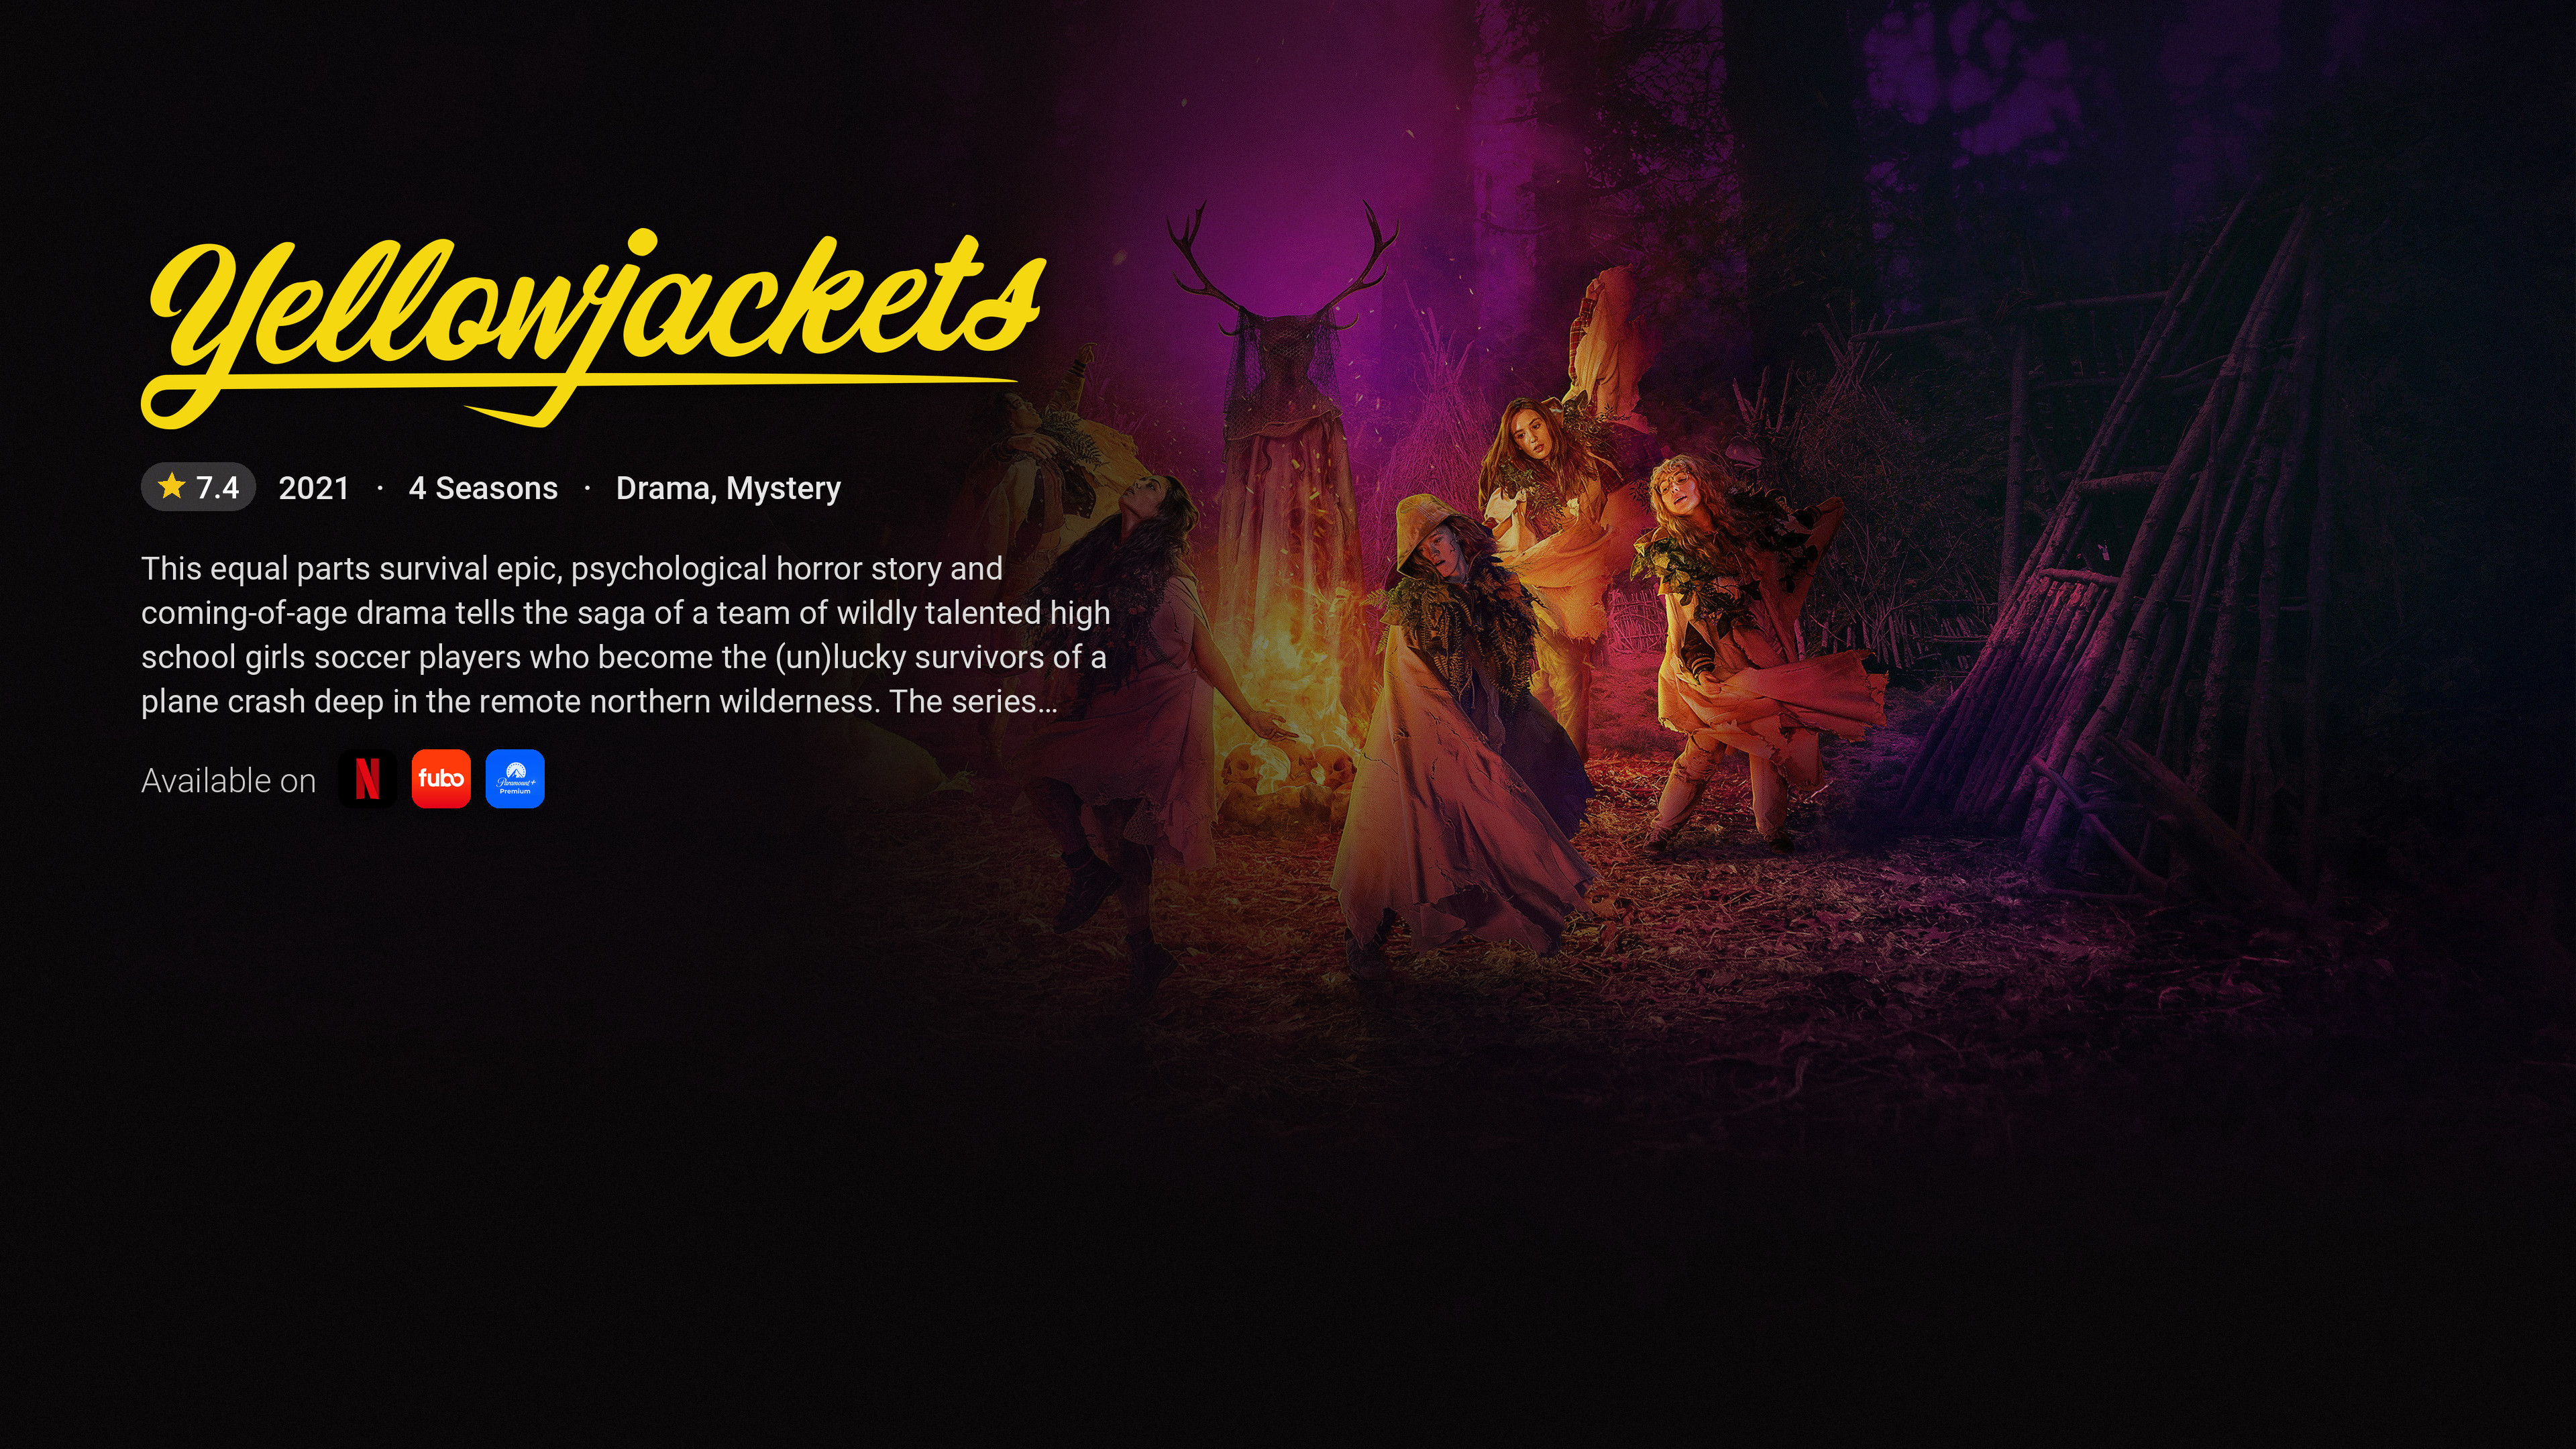 Yellowjackets
7.4 2021 · 4 Seasons · Drama, Mystery
This equal parts survival epic, psychological horror story and
coming-of-age drama tells the saga of a team of wildly talented high
school girls soccer players who become the (un)lucky survivors of a
plane crash deep in the remote northern wilderness. The series…
Available on N fubo Paramount+ Premium